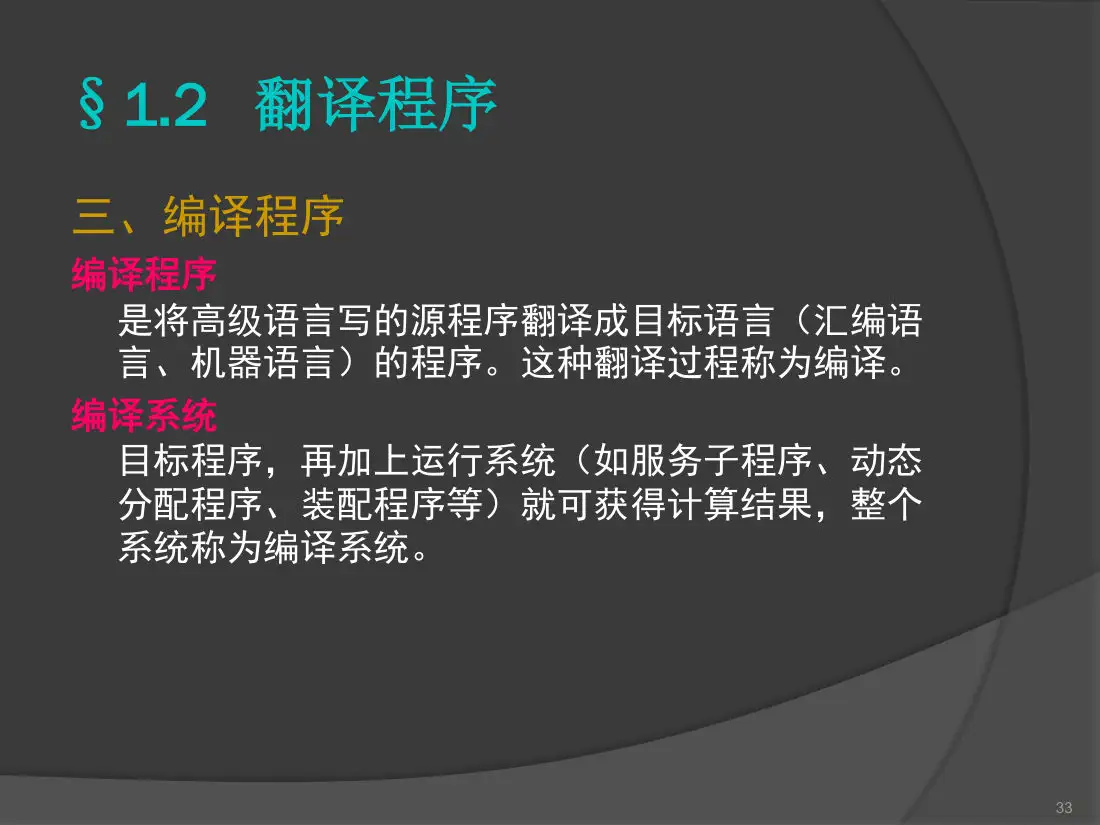 §1.2 翻译程序
三、编译程序
编译程序
是将高级语言写的源程序翻译成目标语言（汇编语
言、机器语言）的程序。这种翻译过程称为编译。
编译系统
目标程序，再加上运行系统（如服务子程序、动态
分配程序、装配程序等）就可获得计算结果，整个
系统称为编译系统。
33